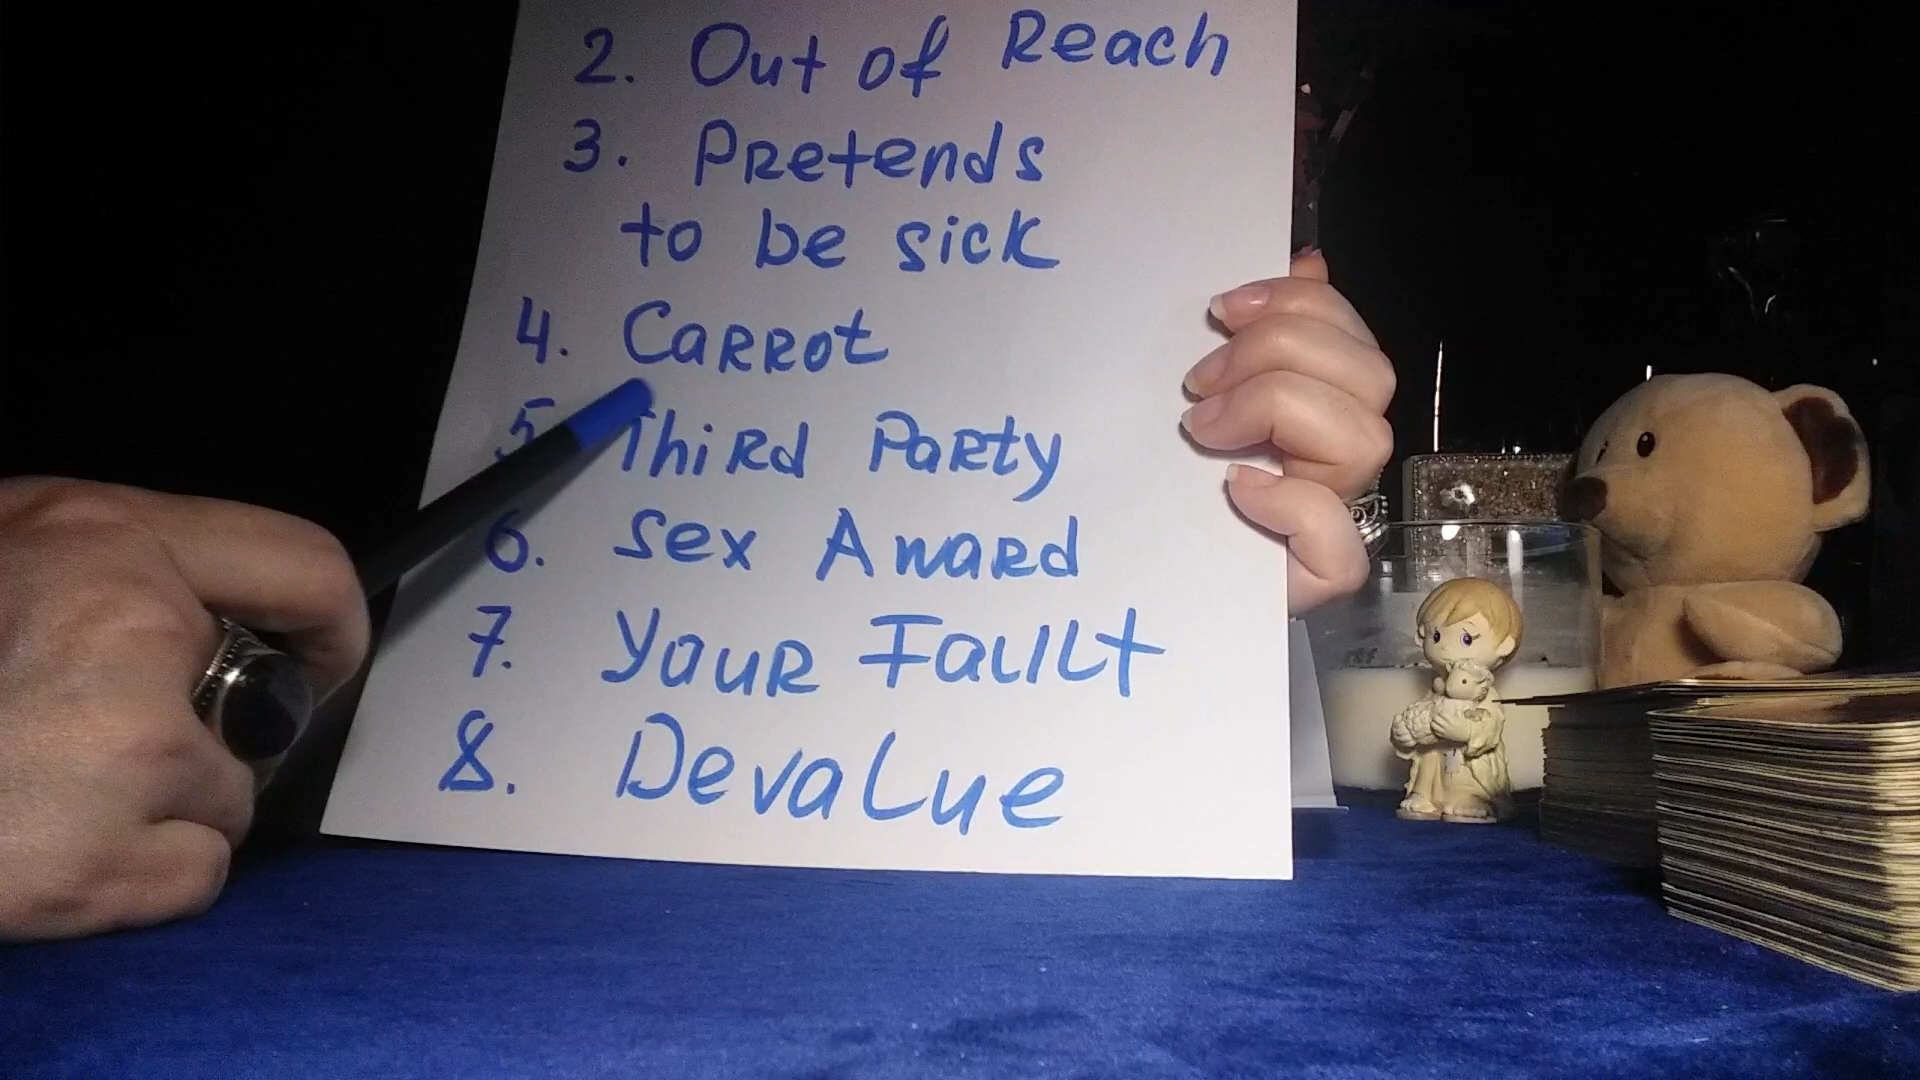 2. Out of Reach
3. Pretends
to be sick
4. Carrot
5. Third Party
6. Sex Award
7. Your Fault
8. Devalue